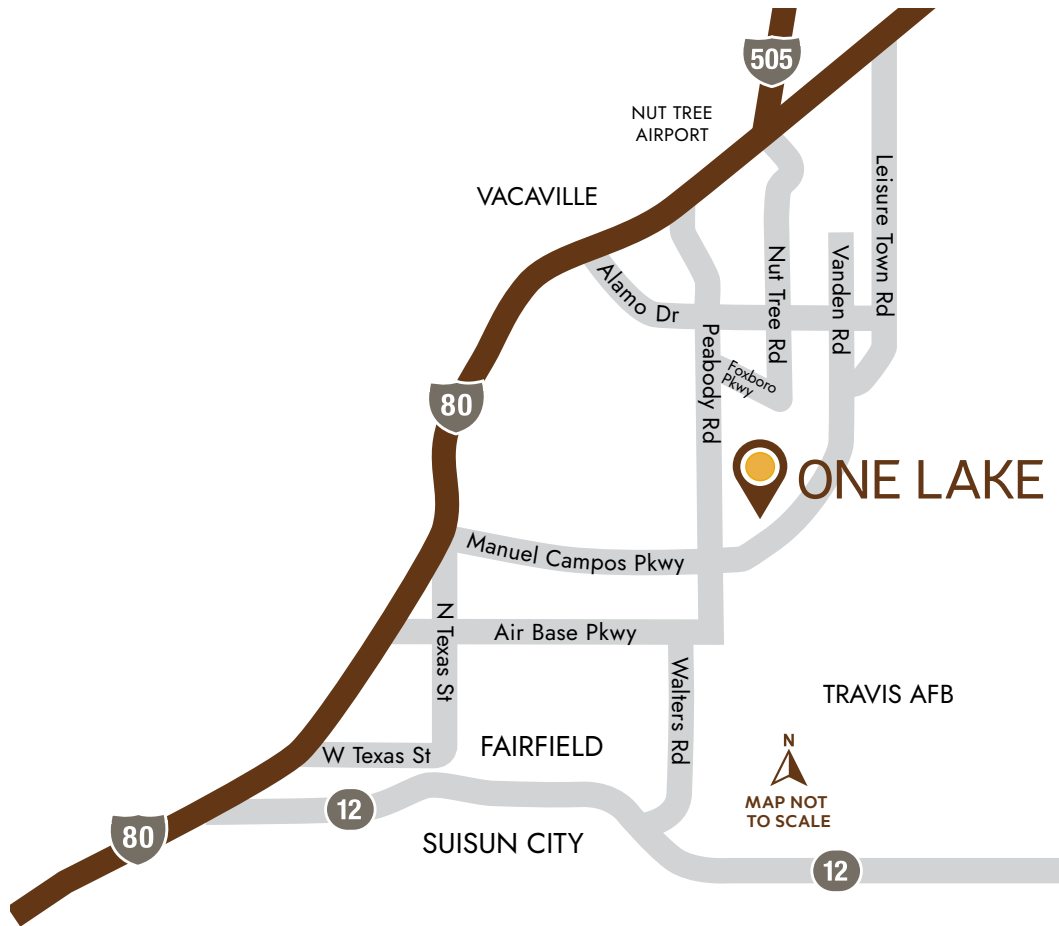 505
NUT TREE
AIRPORT
VACAVILLE
Leisure Town Rd
Alamo Dr
Nut Tree Rd
Vanden Rd
Peabody Rd
Foxboro
Pkwy
80
ONE LAKE
Manuel Campos Pkwy
N Texas St
Air Base Pkwy
Walters Rd
TRAVIS AFB
FAIRFIELD
W Texas St
N
MAP NOT
TO SCALE
12
80
SUISUN CITY
12